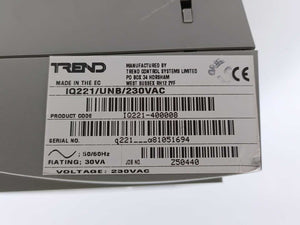 TREND
MADE IN THE EC
MANUFACTURED BY
TREND CONTROL SYSTEMS LIMITED
PO BOX 34 HORSHAM
WEST SUSSEX RH12 2YF
IQ221/UNB/230VAC
PRODUCT CODE
IQ221-400008
SERIAL NO.
q221___a81051694
∿: 50/60Hz
RATING: 30VA
JOB NO.
Z50440
VOLTAGE: 230VAC